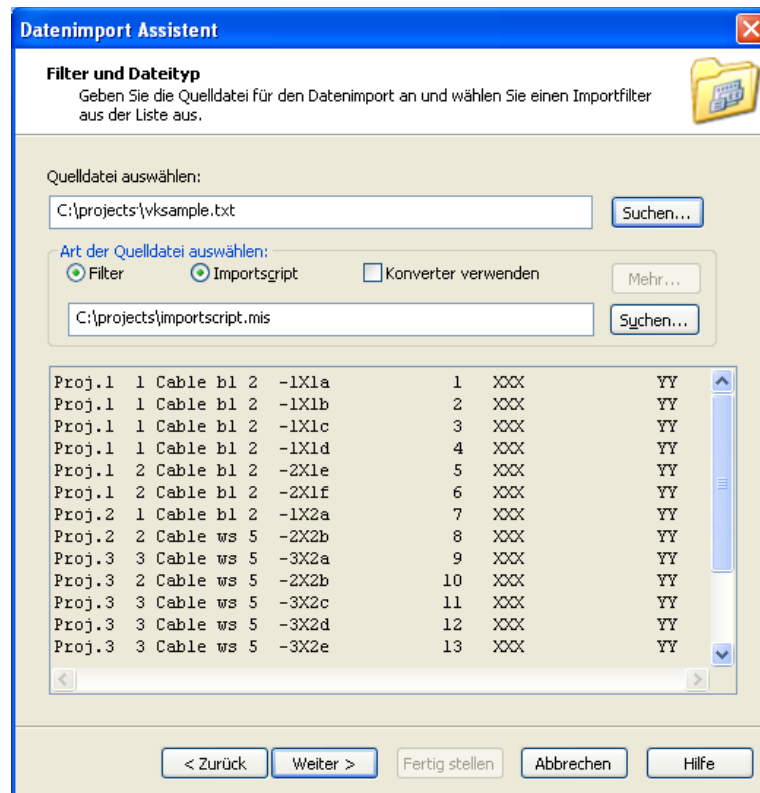 Datenimport Assistent
Filter und Dateityp
Geben Sie die Quelldatei für den Datenimport an und wählen Sie einen Importfilter
aus der Liste aus.
Quelldatei auswählen:
C:\projects\vksample.txt
Suchen...
Art der Quelldatei auswählen:
Filter Importscript Konverter verwenden Mehr...
C:\projects\importscript.mis Suchen...
Proj.1 1 Cable bl 2 -1X1a 1 XXX YY
Proj.1 1 Cable bl 2 -1X1b 2 XXX YY
Proj.1 1 Cable bl 2 -1X1c 3 XXX YY
Proj.1 1 Cable bl 2 -1X1d 4 XXX YY
Proj.1 2 Cable bl 2 -2X1e 5 XXX YY
Proj.1 2 Cable bl 2 -2X1f 6 XXX YY
Proj.2 1 Cable bl 2 -1X2a 7 XXX YY
Proj.2 2 Cable ws 5 -2X2b 8 XXX YY
Proj.3 3 Cable ws 5 -3X2a 9 XXX YY
Proj.3 2 Cable ws 5 -2X2b 10 XXX YY
Proj.3 3 Cable ws 5 -3X2c 11 XXX YY
Proj.3 3 Cable ws 5 -3X2d 12 XXX YY
Proj.3 3 Cable ws 5 -3X2e 13 XXX YY
< Zurück Weiter > Fertig stellen Abbrechen Hilfe